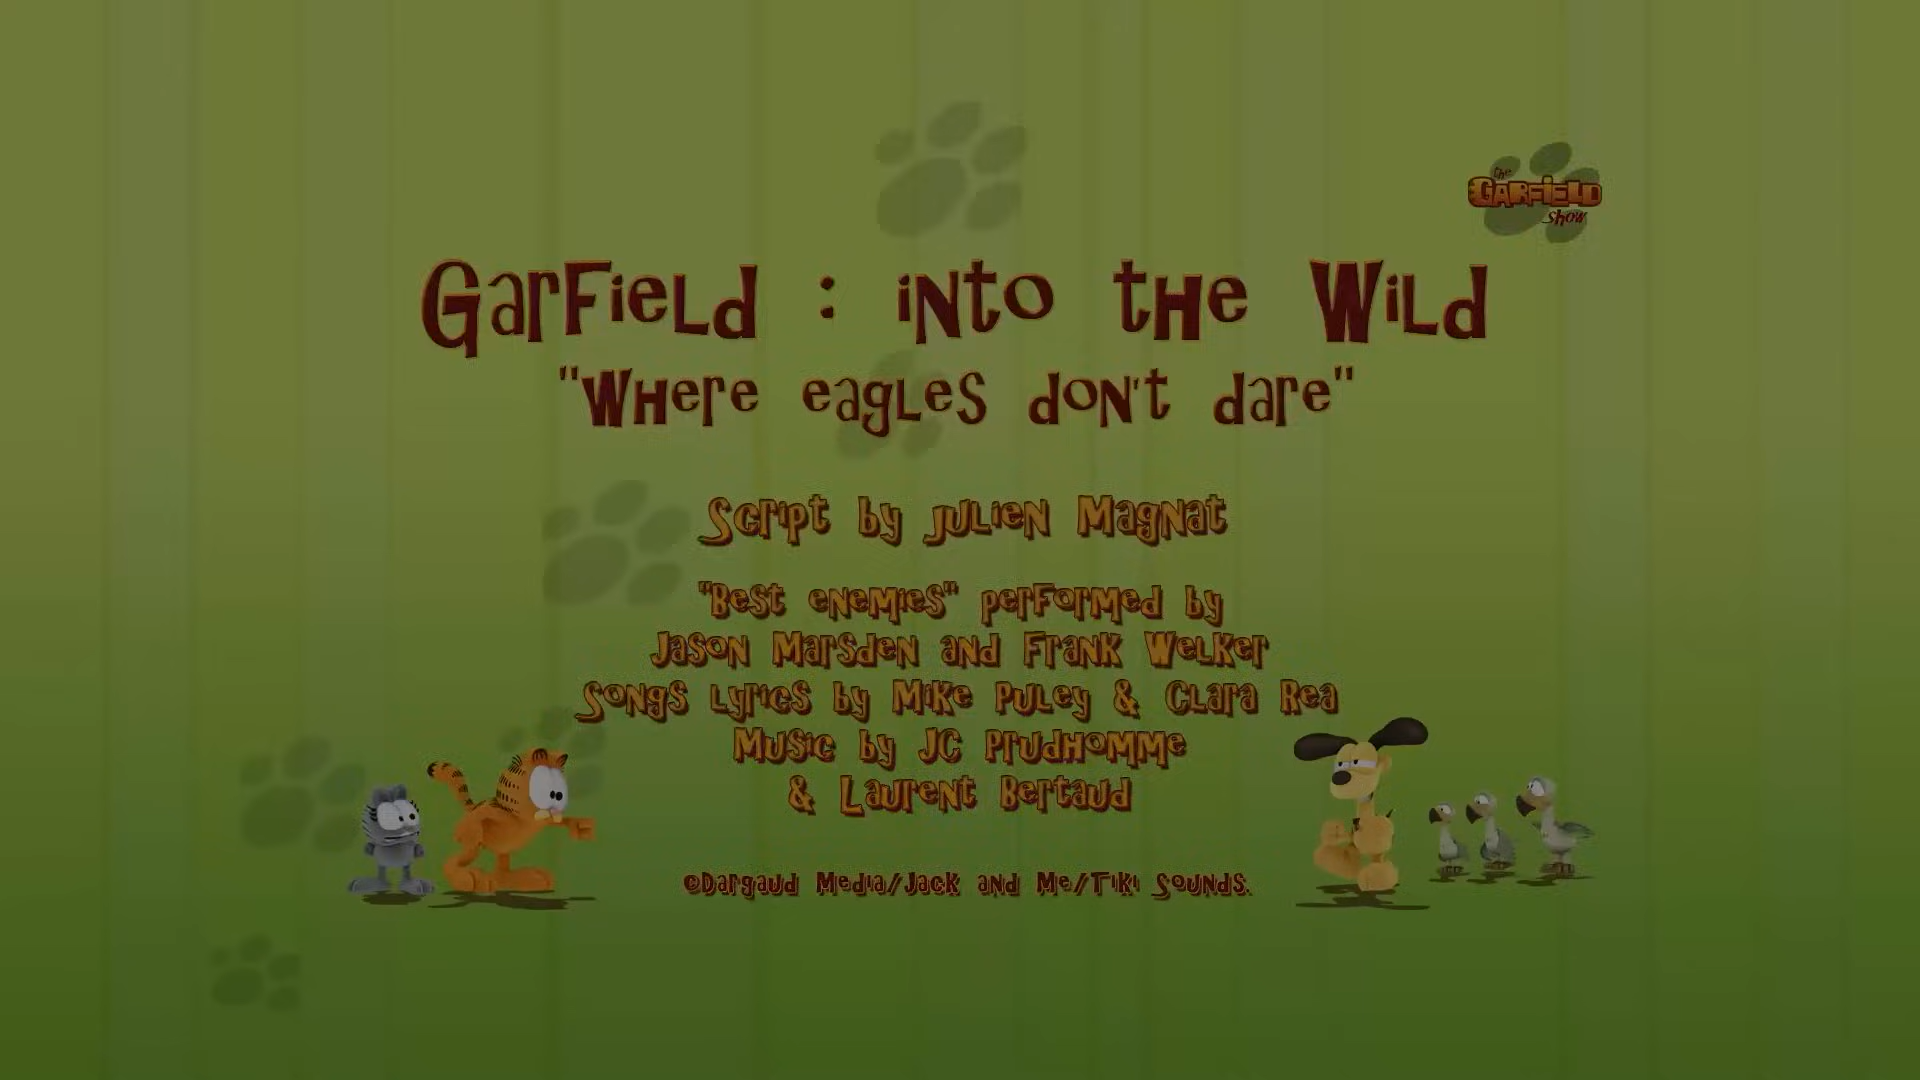 the
GARFIELD
show
Garfield : into the Wild
"Where eagles don't dare"
Script by Julien Magnat
"Best enemies" performed by
Jason Marsden and Frank Welker
Songs Lyrics by Mike Puley & Clara Rea
Music by JC Prudhomme
& Laurent Bertaud
©Dargaud Media/Jack and Me/Tiki Sounds.